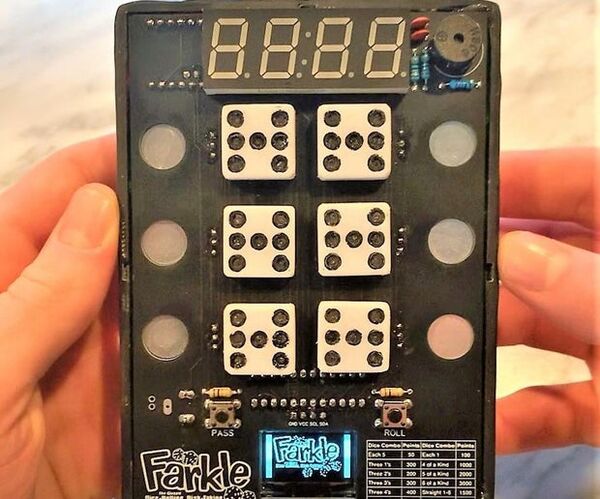 GND VCC SCL SDA
PASS
ROLL
Farkle
Farkle
Dice Combo Points Dice Combo Points
Each 5 50 Each 1 100
Three 1's 300 4 of a Kind 1000
Three 2's 200 5 of a Kind 2000
Three 3's 300 6 of a Kind 3000
Three 4's 400 Straight 1-6 1500